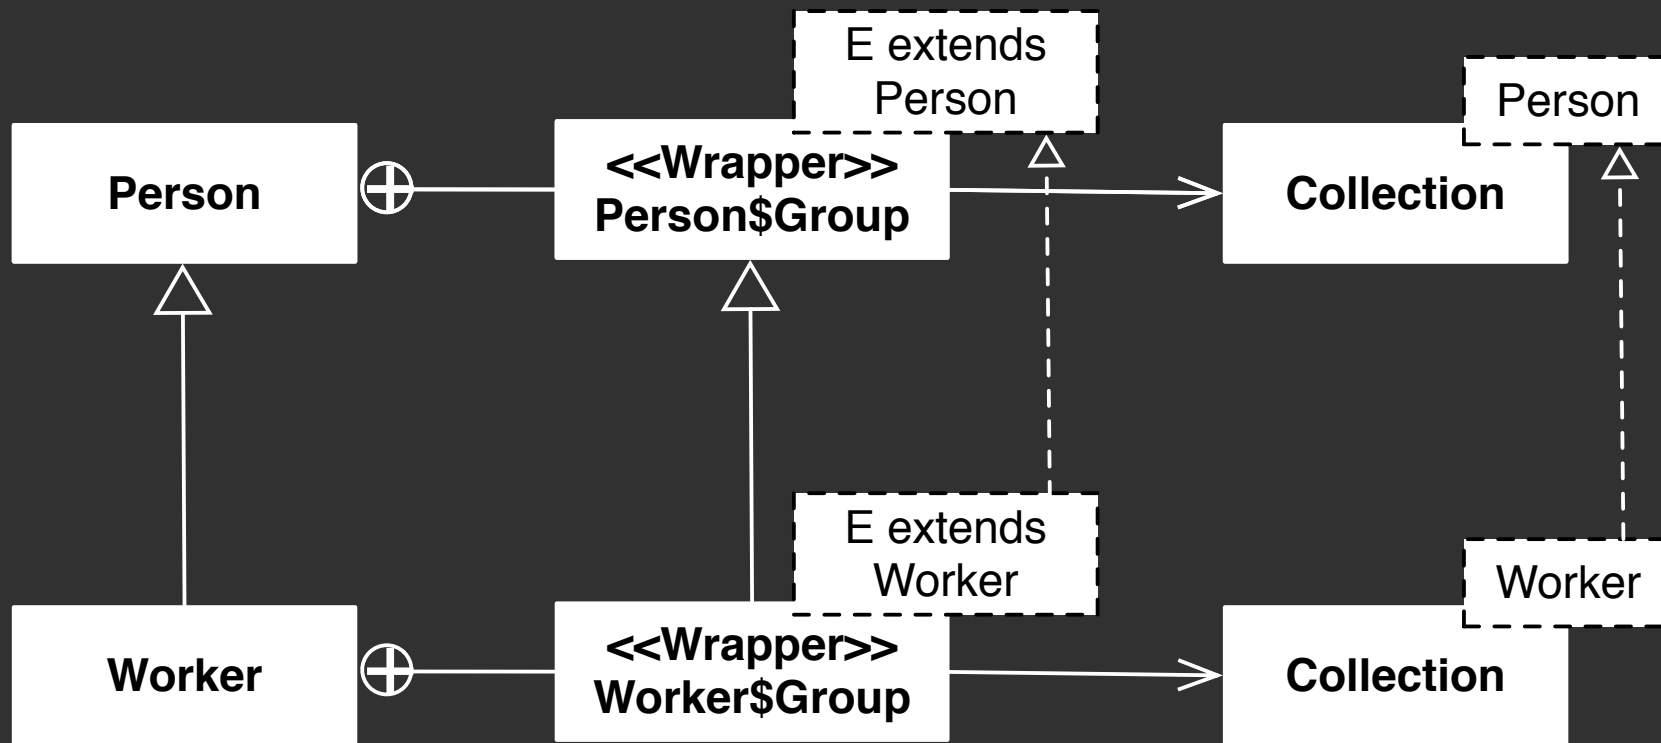 E extends
Person
Person
Person
<<Wrapper>>
Person$Group
Collection
E extends
Worker
Worker
Worker
<<Wrapper>>
Worker$Group
Collection